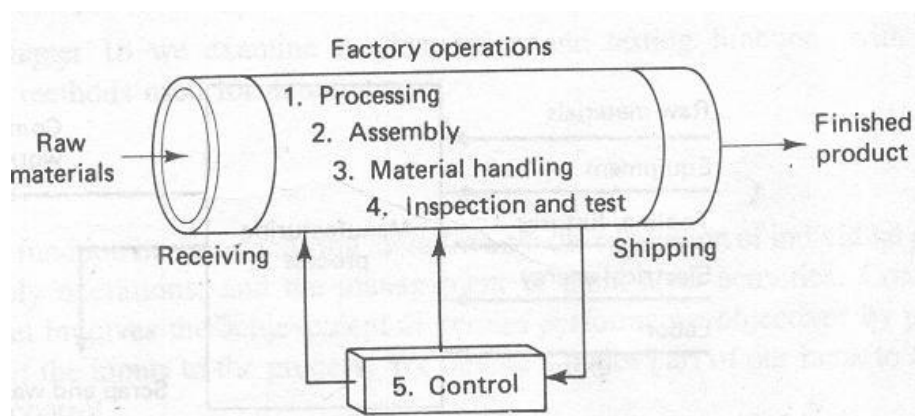 Factory operations
1. Processing
2. Assembly
3. Material handling
4. Inspection and test
Raw
materials
Finished
product
Receiving
Shipping
5. Control